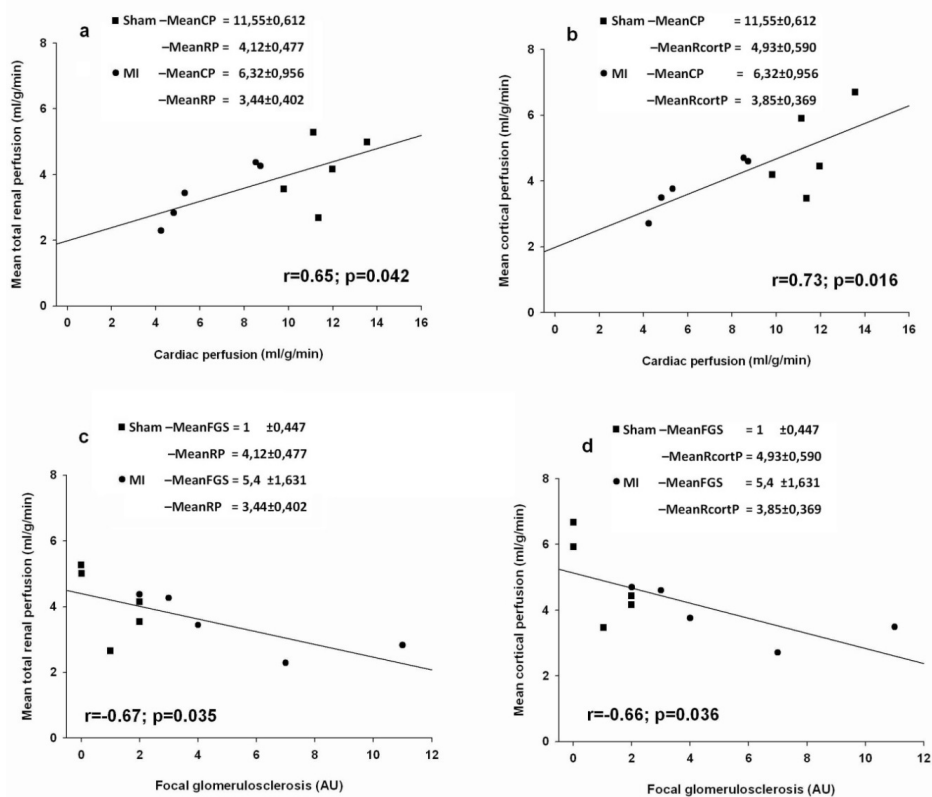 a
■ Sham –MeanCP = 11,55±0,612
–MeanRP = 4,12±0,477
● MI –MeanCP = 6,32±0,956
–MeanRP = 3,44±0,402
Mean total renal perfusion (ml/g/min)
8
6
4
2
0
r=0.65; p=0.042
0 2 4 6 8 10 12 14 16
Cardiac perfusion (ml/g/min)
b
■ Sham –MeanCP = 11,55±0,612
–MeanRcortP = 4,93±0,590
● MI –MeanCP = 6,32±0,956
–MeanRcortP = 3,85±0,369
Mean cortical perfusion (ml/g/min)
8
6
4
2
0
r=0.73; p=0.016
0 2 4 6 8 10 12 14 16
Cardiac perfusion (ml/g/min)
c
■ Sham –MeanFGS = 1 ±0,447
–MeanRP = 4,12±0,477
● MI –MeanFGS = 5,4 ±1,631
–MeanRP = 3,44±0,402
Mean total renal perfusion (ml/g/min)
8
6
4
2
0
r=-0.67; p=0.035
0 2 4 6 8 10 12
Focal glomerulosclerosis (AU)
d
■ Sham –MeanFGS = 1 ±0,447
–MeanRcortP = 4,93±0,590
● MI –MeanFGS = 5,4 ±1,631
–MeanRcortP = 3,85±0,369
Mean cortical perfusion (ml/g/min)
8
6
4
2
0
r=-0.66; p=0.036
0 2 4 6 8 10 12
Focal glomerulosclerosis (AU)